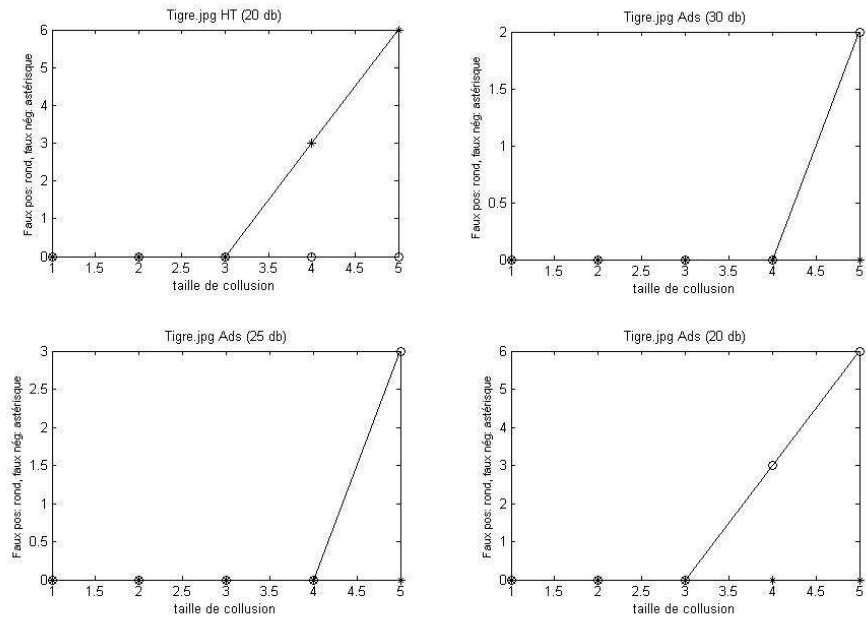 Tigre.jpg HT (20 db)
Faux pos: rond, faux nég: astérisque
6
5
4
3
2
1
0
1 1.5 2 2.5 3 3.5 4 4.5 5
taille de collusion
Tigre.jpg Ads (30 db)
Faux pos: rond, faux nég: astérisque
2
1.5
1
0.5
0
1 1.5 2 2.5 3 3.5 4 4.5 5
taille de collusion
Tigre.jpg Ads (25 db)
Faux pos: rond, faux nég: astérisque
3
2.5
2
1.5
1
0.5
0
1 1.5 2 2.5 3 3.5 4 4.5 5
taille de collusion
Tigre.jpg Ads (20 db)
Faux pos: rond, faux nég: astérisque
6
5
4
3
2
1
0
1 1.5 2 2.5 3 3.5 4 4.5 5
taille de collusion